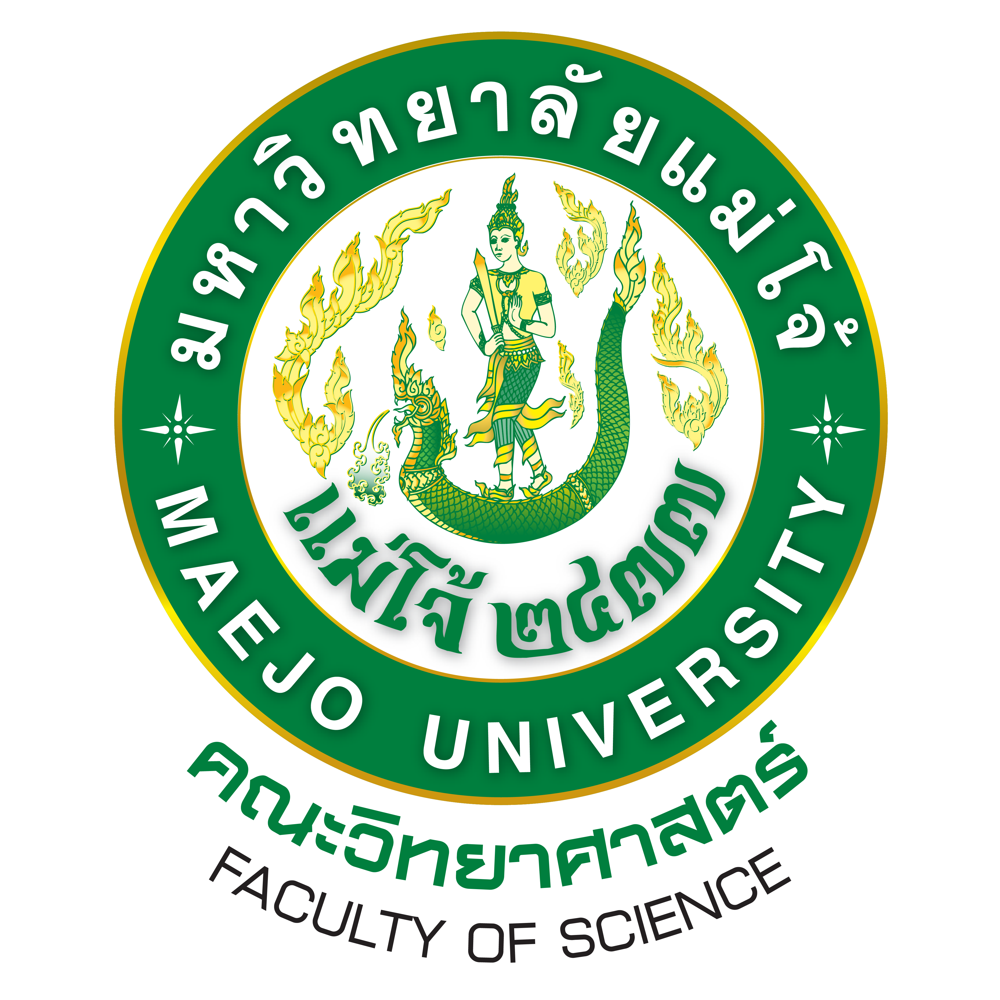 มหาวิทยาลัยแม่โจ้
แม่โจ้ ๒๔๗๗
MAEJO UNIVERSITY
คณะวิทยาศาสตร์
FACULTY OF SCIENCE